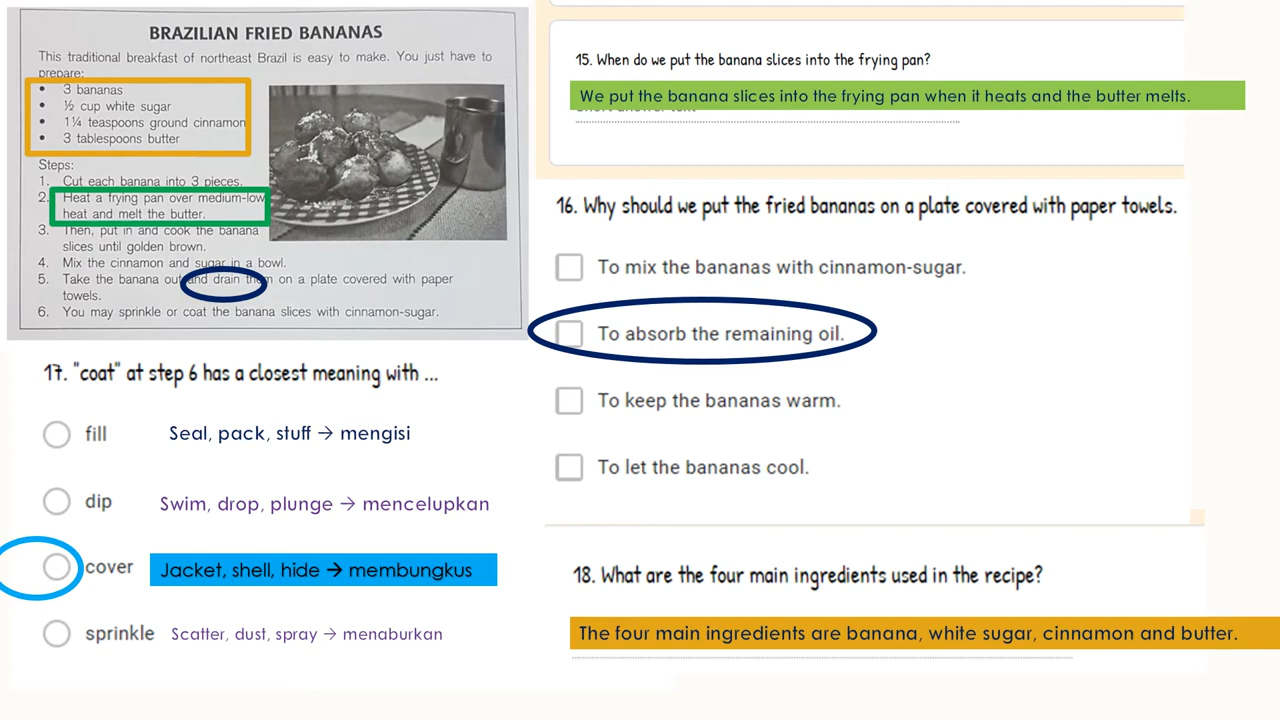 BRAZILIAN FRIED BANANAS
This traditional breakfast of northeast Brazil is easy to make. You just have to
prepare:
• 3 bananas
• ½ cup white sugar
• 1¼ teaspoons ground cinnamon
• 3 tablespoons butter
Steps:
1. Cut each banana into 3 pieces.
2. Heat a frying pan over medium-low
heat and melt the butter.
3. Then, put in and cook the banana
slices until golden brown.
4. Mix the cinnamon and sugar in a bowl.
5. Take the banana out and drain them on a plate covered with paper
towels.
6. You may sprinkle or coat the banana slices with cinnamon-sugar.
15. When do we put the banana slices into the frying pan?
We put the banana slices into the frying pan when it heats and the butter melts.
16. Why should we put the fried bananas on a plate covered with paper towels.
To mix the bananas with cinnamon-sugar.
To absorb the remaining oil.
To keep the bananas warm.
To let the bananas cool.
17. "coat" at step 6 has a closest meaning with ...
fill Seal, pack, stuff → mengisi
dip Swim, drop, plunge → mencelupkan
cover Jacket, shell, hide → membungkus
sprinkle Scatter, dust, spray → menaburkan
18. What are the four main ingredients used in the recipe?
The four main ingredients are banana, white sugar, cinnamon and butter.